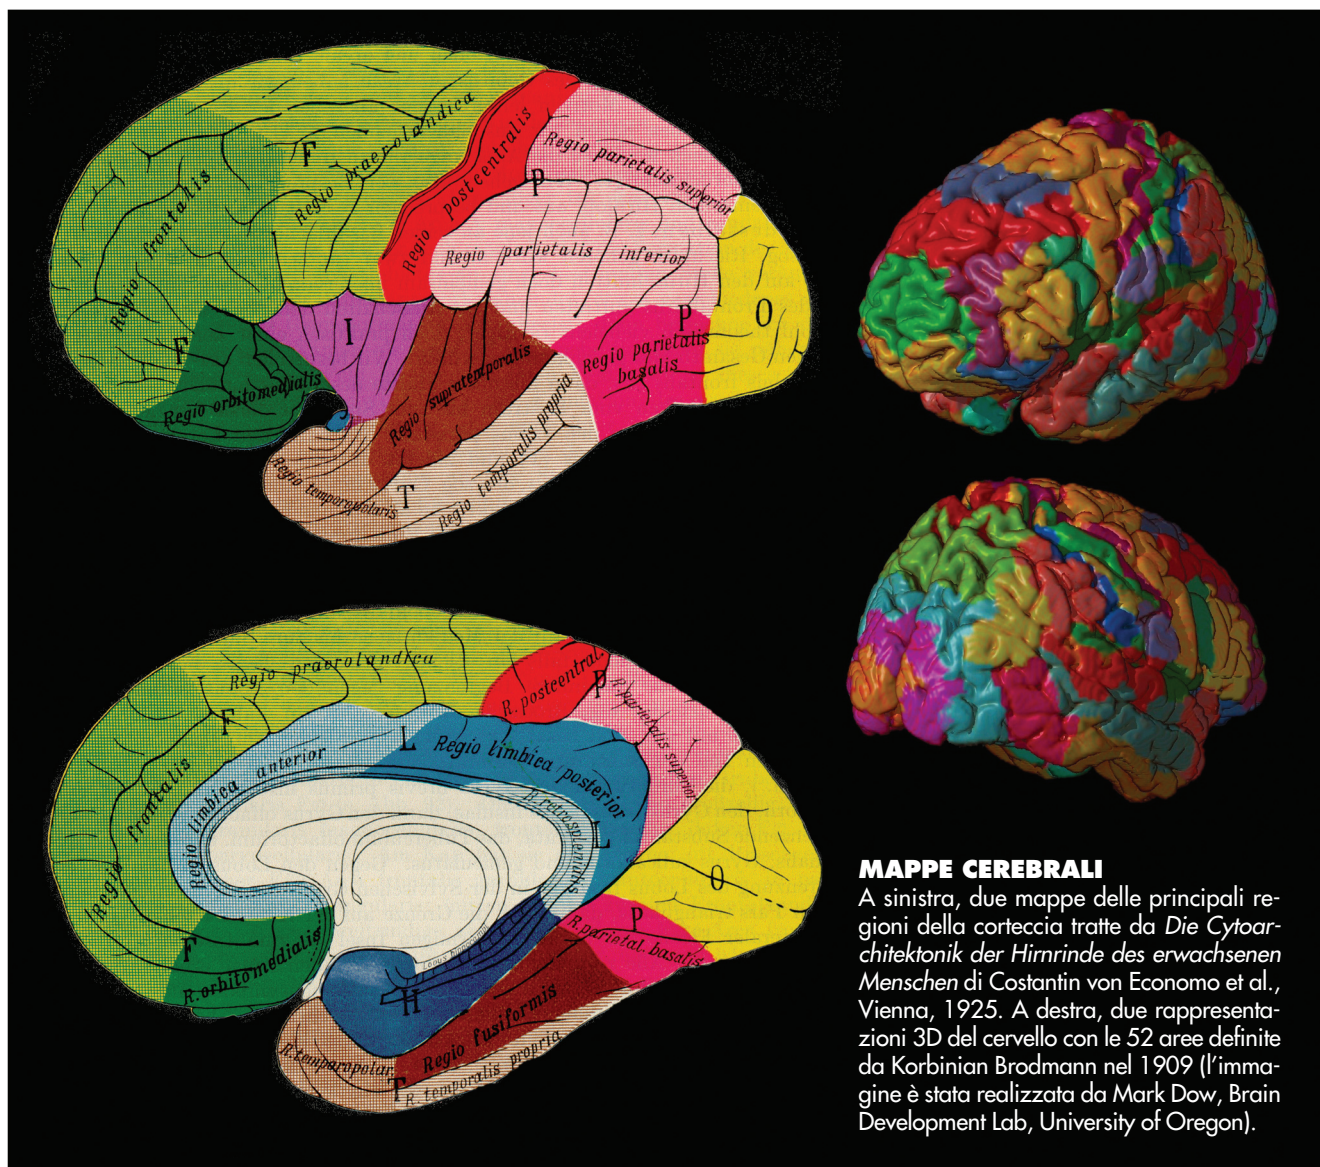 Regio frontalis
F
Regio praerolandica
Regio postcentralis
Regio parietalis superior
P
Regio parietalis inferior
O
P
Regio parietalis
basalis
I
F
Regio orbitomedialis
Regio supratemporalis
Regio temporopolaris
T
Regio temporalis propria
Regio praerolandica
F
R. postcentral.
P
R. parietalis superior
Regio frontalis
Regio limbica anterior
L
Regio limbica posterior
R. retrosplenialis
L
O
P
R. parietal. basalis
F
R. orbitomedialis
H
Regio fusiformis
R. temporopolar.
T
R. temporalis propria
MAPPE CEREBRALI
A sinistra, due mappe delle principali re-
gioni della corteccia tratte da Die Cytoar-
chitektonik der Hirnrinde des erwachsenen
Menschen di Costantin von Economo et al.,
Vienna, 1925. A destra, due rappresenta-
zioni 3D del cervello con le 52 aree definite
da Korbinian Brodmann nel 1909 (l'imma-
gine è stata realizzata da Mark Dow, Brain
Development Lab, University of Oregon).